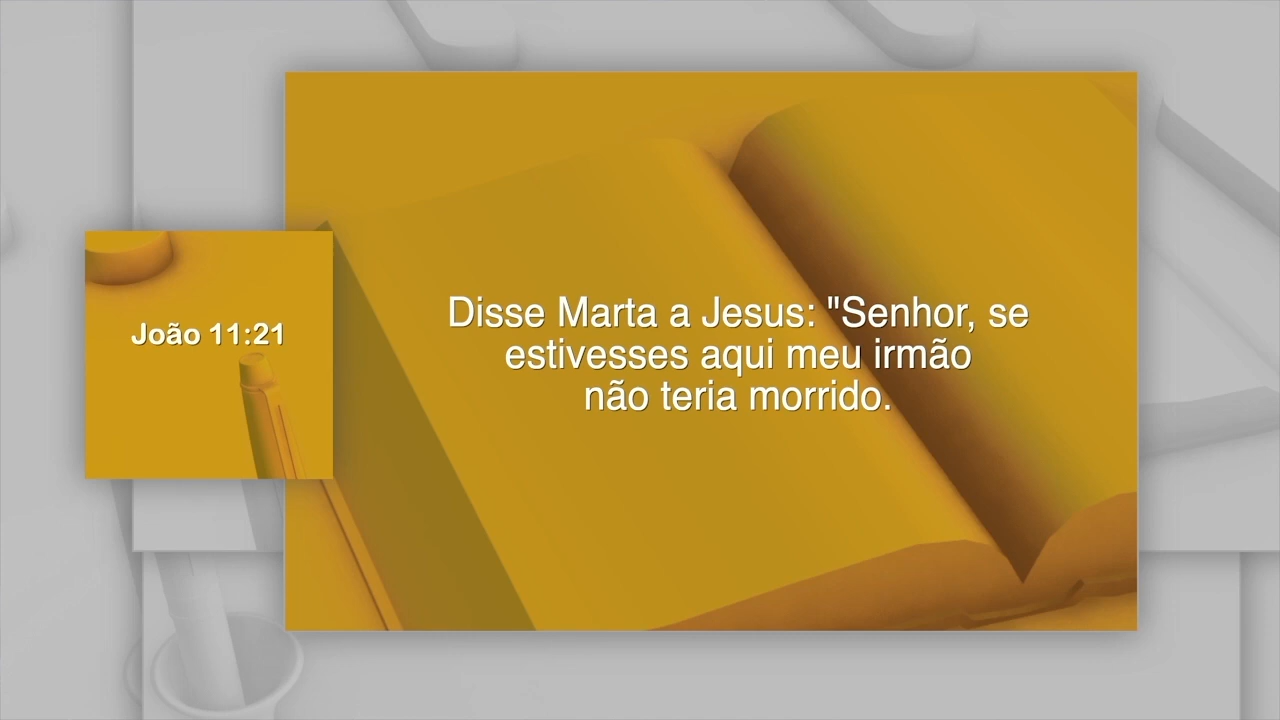 João 11:21
Disse Marta a Jesus: "Senhor, se
estivesses aqui meu irmão
não teria morrido.